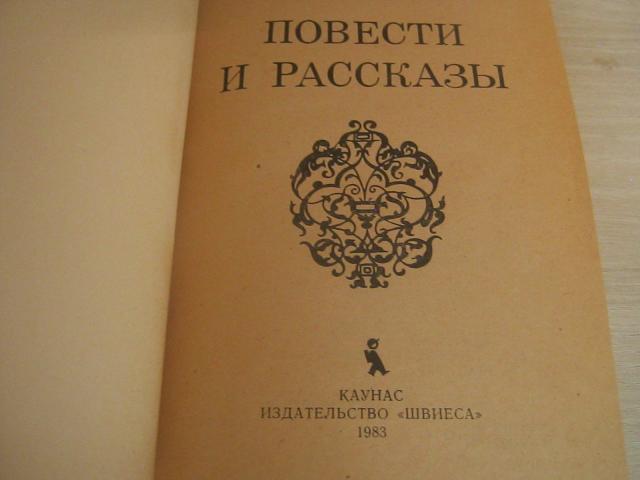 ПОВЕСТИ
И РАССКАЗЫ
КАУНАС
ИЗДАТЕЛЬСТВО «ШВИЕСА»
1983